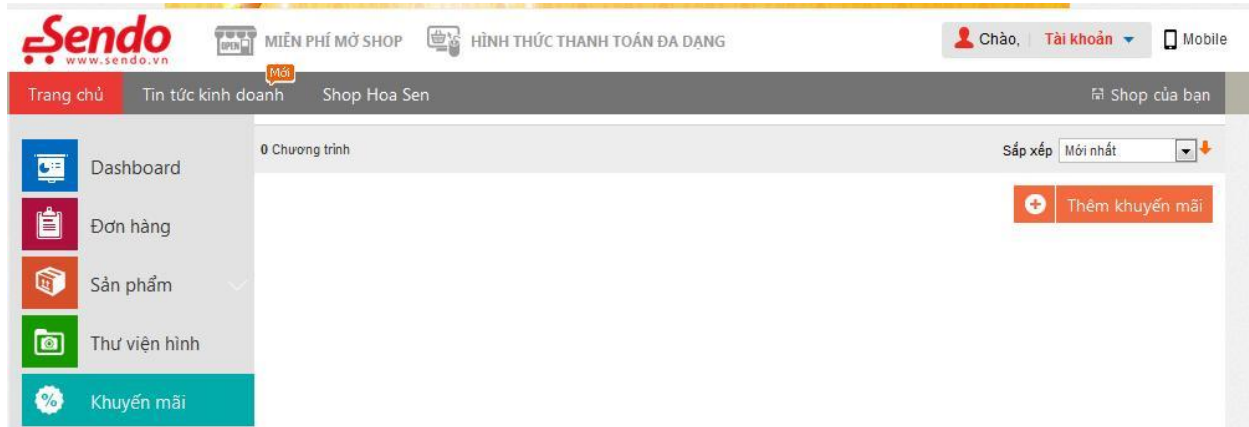 Sendo
www.sendo.vn
OPEN
MIỄN PHÍ MỞ SHOP
HÌNH THỨC THANH TOÁN ĐA DẠNG
Chào, Tài khoản
Mobile
Mới
Trang chủ
Tin tức kinh doanh
Shop Hoa Sen
Shop của bạn
0 Chương trình
Sắp xếp Mới nhất
Thêm khuyến mãi
Dashboard
Đơn hàng
Sản phẩm
Thư viện hình
% Khuyến mãi